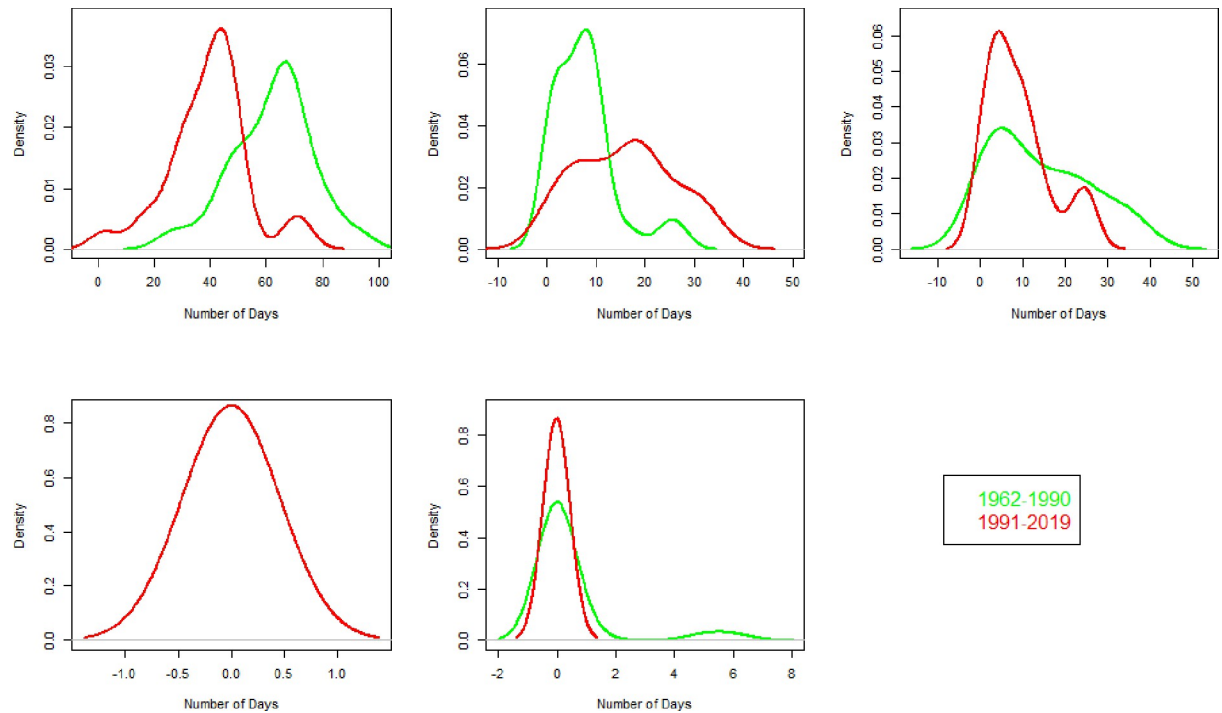 Density
0.00 0.01 0.02 0.03
0 20 40 60 80 100
Number of Days
Density
0.00 0.02 0.04 0.06
-10 0 10 20 30 40 50
Number of Days
Density
0.00 0.01 0.02 0.03 0.04 0.05 0.06
-10 0 10 20 30 40 50
Number of Days
Density
0.0 0.2 0.4 0.6 0.8
-1.0 -0.5 0.0 0.5 1.0
Number of Days
Density
0.0 0.2 0.4 0.6 0.8
-2 0 2 4 6 8
Number of Days
1962-1990
1991-2019